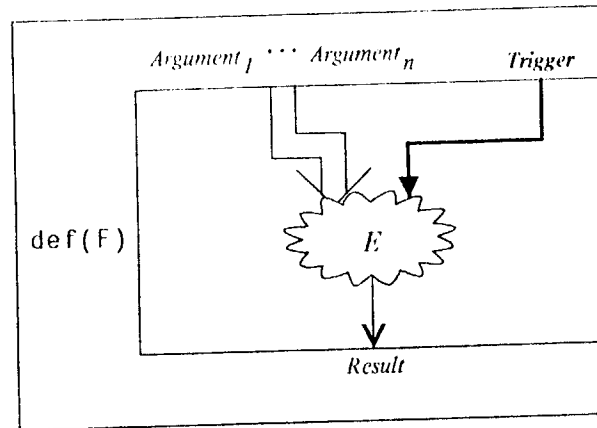 Argument₁ ··· Argumentₙ Trigger
def(F)
E
Result